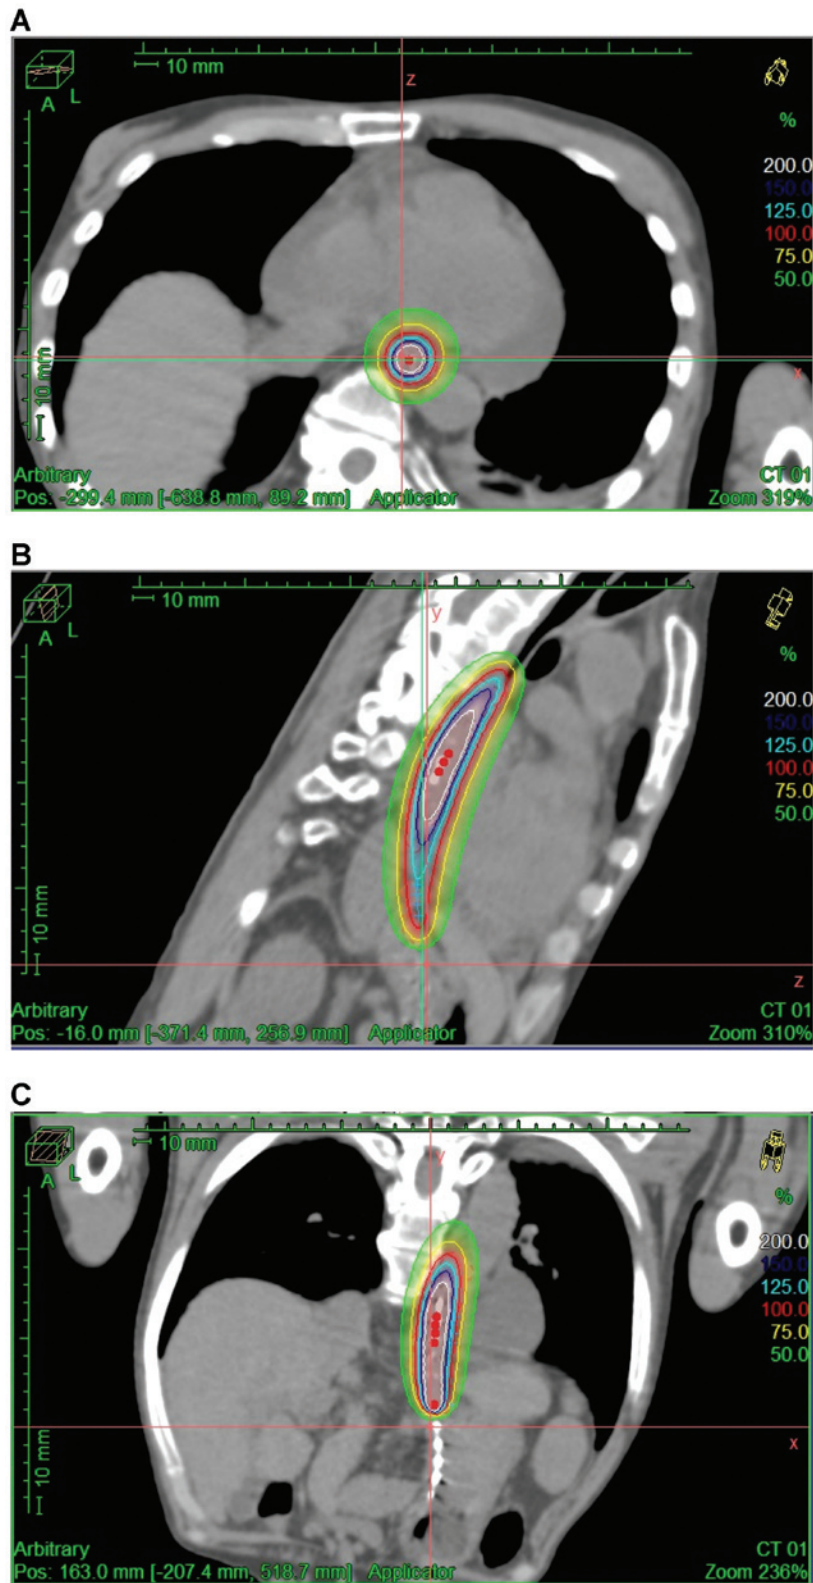 A
10 mm
z
A L
%
200.0
150.0
125.0
100.0
75.0
50.0
10 mm
x
Arbitrary
CT 01
Pos: -299.4 mm [-638.8 mm, 89.2 mm] Applicator
Zoom 319%
B
10 mm
y
A L
%
200.0
150.0
125.0
100.0
75.0
50.0
10 mm
z
Arbitrary
CT 01
Pos: -16.0 mm [-371.4 mm, 256.9 mm] Applicator
Zoom 310%
C
10 mm
y
A L
%
200.0
150.0
125.0
100.0
75.0
50.0
10 mm
x
Arbitrary
CT 01
Pos: 163.0 mm [-207.4 mm, 518.7 mm] Applicator
Zoom 236%